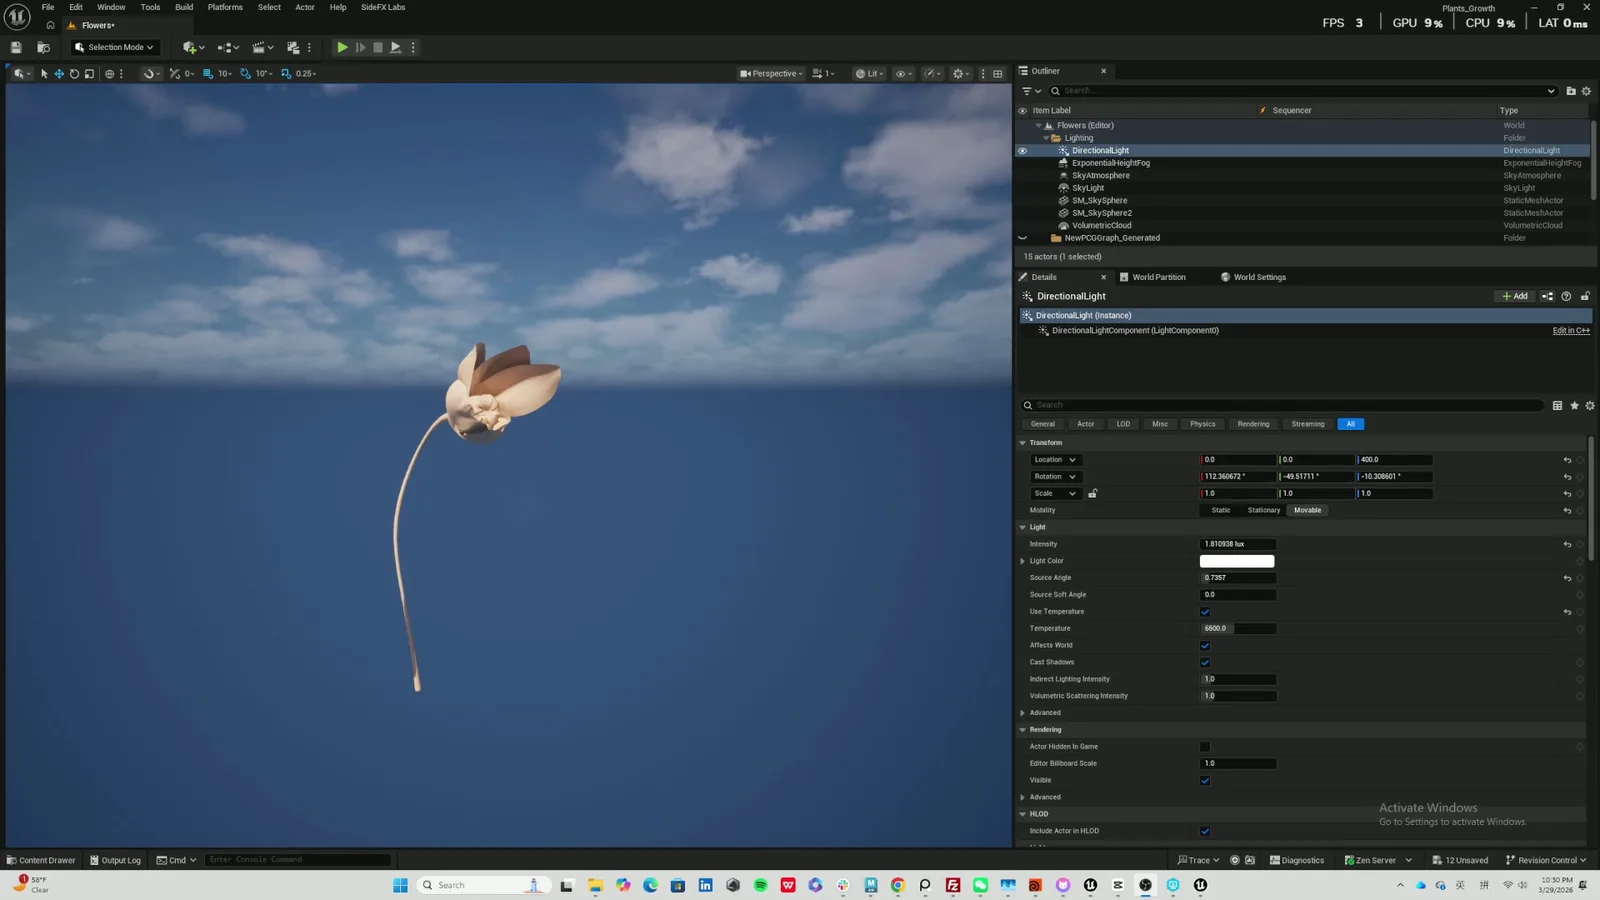 File Edit Window Tools Build Platforms Select Actor Help SideFX Labs
Plants_Growth
Flowers*
FPS 3 GPU 9% CPU 9% LAT 0ms
Selection Mode
0 10 10° 0.25
Perspective 1 Lit
Outliner
Search...
Item Label Sequencer Type
Flowers (Editor) World
Lighting Folder
DirectionalLight DirectionalLight
ExponentialHeightFog ExponentialHeightFog
SkyAtmosphere SkyAtmosphere
SkyLight SkyLight
SM_SkySphere StaticMeshActor
SM_SkySphere2 StaticMeshActor
VolumetricCloud VolumetricCloud
NewPCGGraph_Generated Folder
15 actors (1 selected)
Details World Partition World Settings
DirectionalLight
Add
DirectionalLight (Instance)
DirectionalLightComponent (LightComponent0) Edit in C++
Search
General Actor LOD Misc Physics Rendering Streaming All
Transform
Location 0.0 0.0 400.0
Rotation 112.360672° -49.51711° -10.308601°
Scale 1.0 1.0 1.0
Mobility Static Stationary Movable
Light
Intensity 1.810938 lux
Light Color
Source Angle 0.7357
Source Soft Angle 0.0
Use Temperature
Temperature 6500.0
Affects World
Cast Shadows
Indirect Lighting Intensity 1.0
Volumetric Scattering Intensity 1.0
Advanced
Rendering
Actor Hidden In Game
Editor Billboard Scale 1.0
Visible
Advanced
HLOD
Include Actor in HLOD
Activate Windows
Go to Settings to activate Windows.
Content Drawer Output Log Cmd Enter Console Command
Trace Diagnostics Zen Server 12 Unsaved Revision Control
1 58°F
Clear
Search
英 拼
10:30 PM
3/29/2026